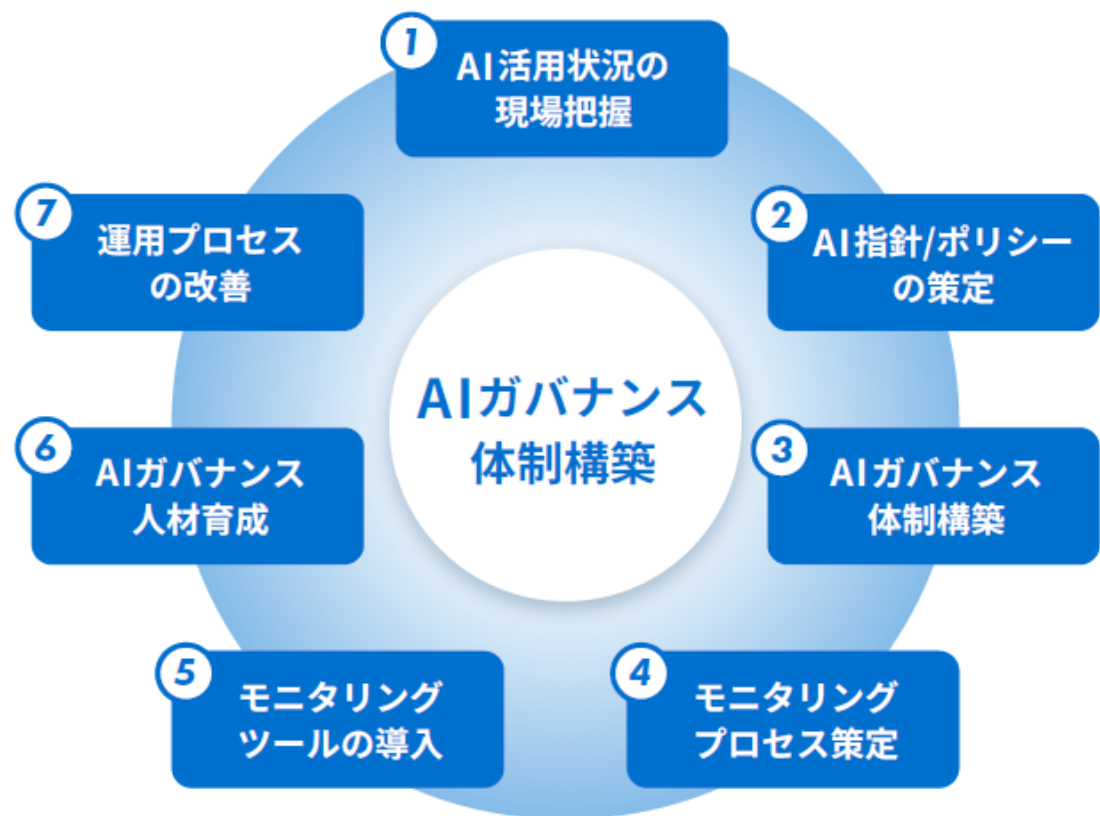 1
AI活用状況の
現場把握
2
AI指針/ポリシー
の策定
3
AIガバナンス
体制構築
4
モニタリング
プロセス策定
5
モニタリング
ツールの導入
6
AIガバナンス
人材育成
7
運用プロセス
の改善
AIガバナンス
体制構築